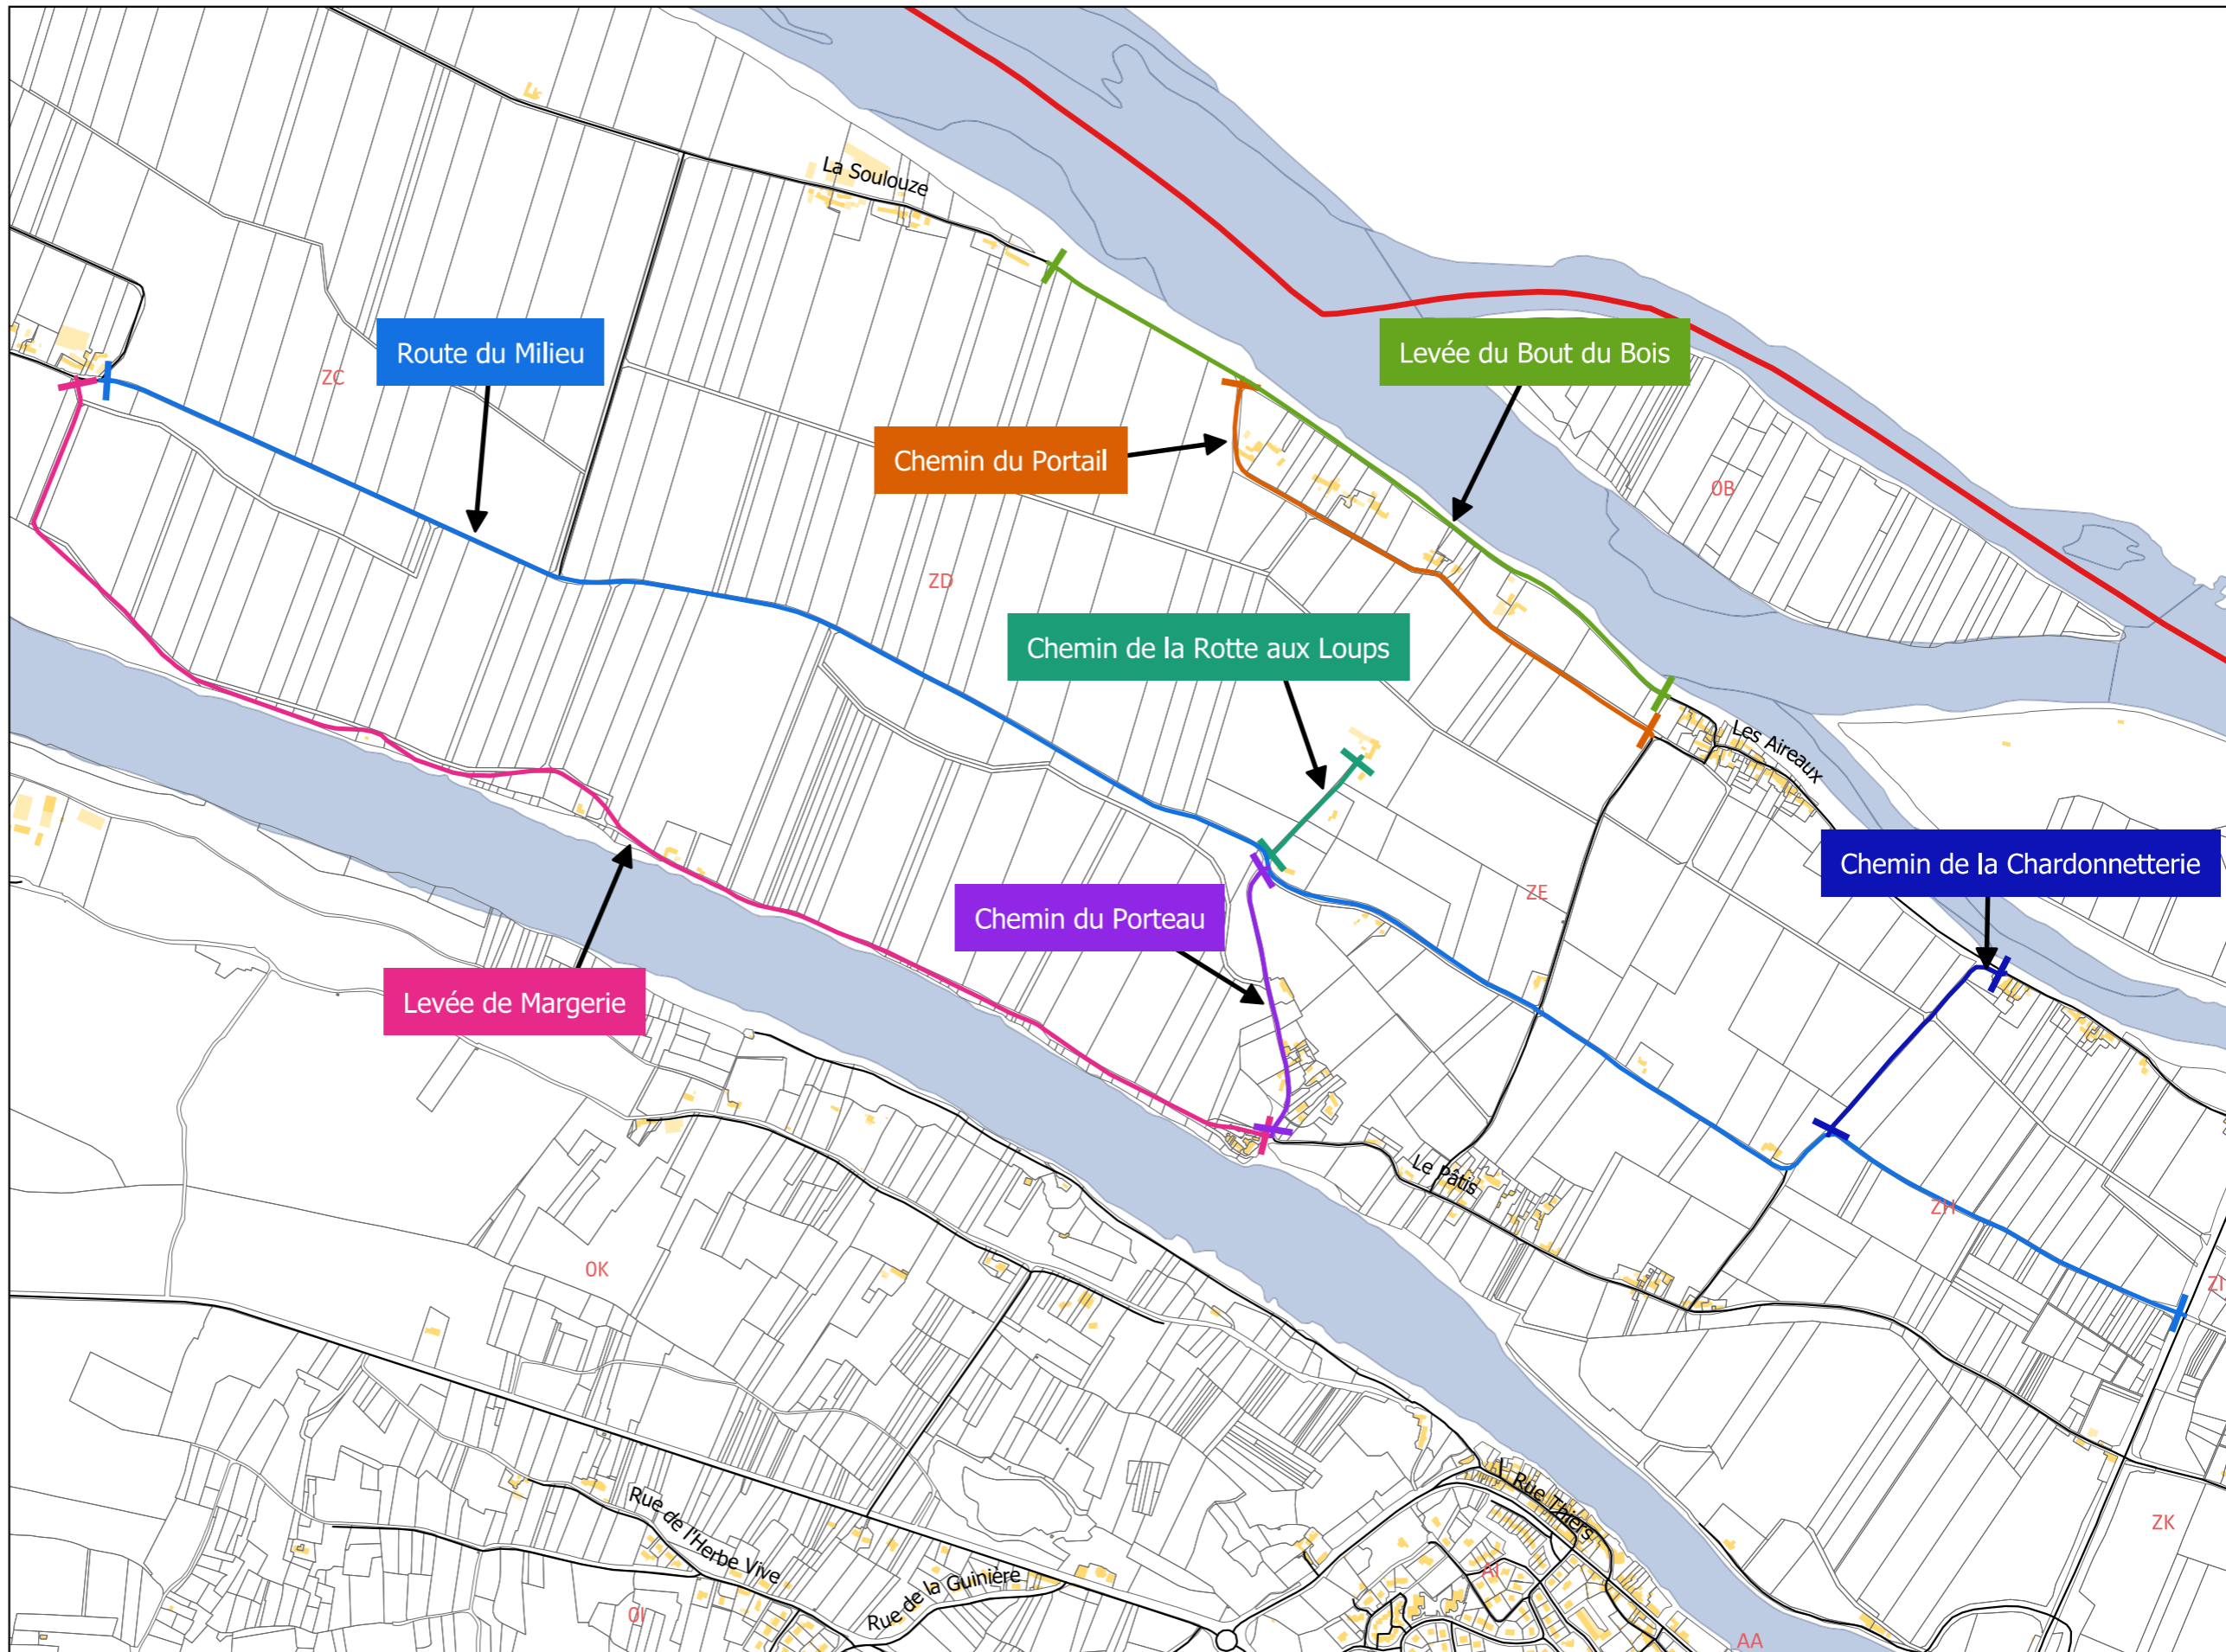 La Soulouze
Route du Milieu
Levée du Bout du Bois
ZC
Chemin du Portail
OB
ZD
Chemin de la Rotte aux Loups
Les Aireaux
Chemin de la Chardonnetterie
ZE
Chemin du Porteau
Levée de Margerie
Le Pâtis
ZH
OK
ZI
Rue de l'Herbe Vive
Rue Thiers
ZK
Rue de la Guinière
AI
OI
AA